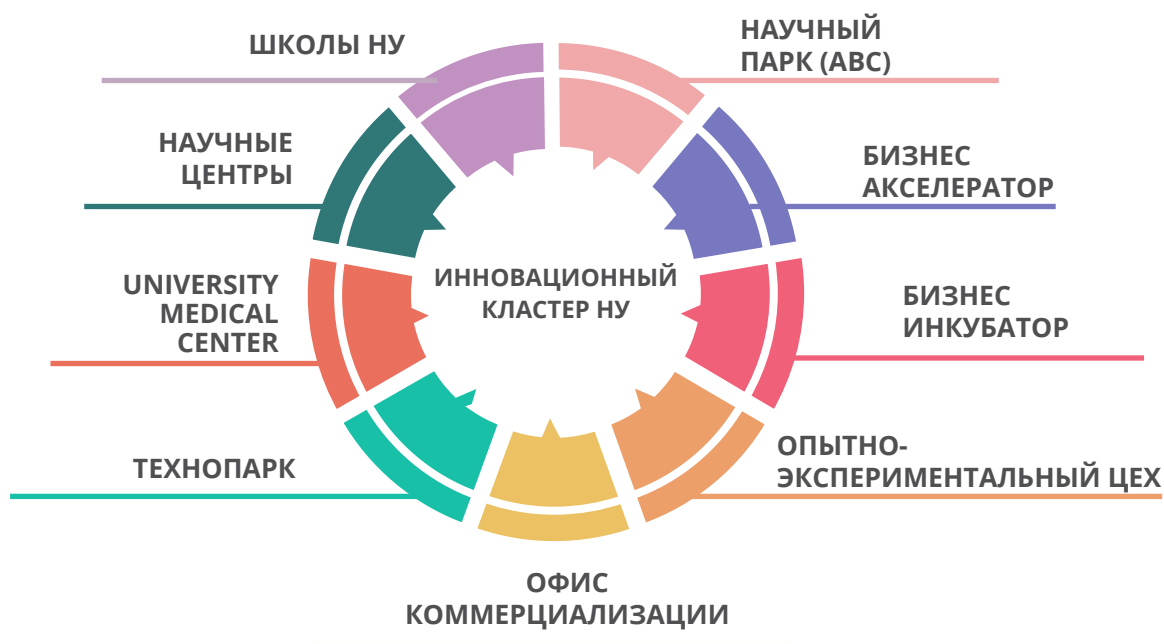 ШКОЛЫ НУ
НАУЧНЫЙ
ПАРК (ABC)
НАУЧНЫЕ
ЦЕНТРЫ
БИЗНЕС
АКСЕЛЕРАТОР
ИННОВАЦИОННЫЙ
КЛАСТЕР НУ
UNIVERSITY
MEDICAL
CENTER
БИЗНЕС
ИНКУБАТОР
ТЕХНОПАРК
ОПЫТНО-
ЭКСПЕРИМЕНТАЛЬНЫЙ ЦЕХ
ОФИС
КОММЕРЦИАЛИЗАЦИИ